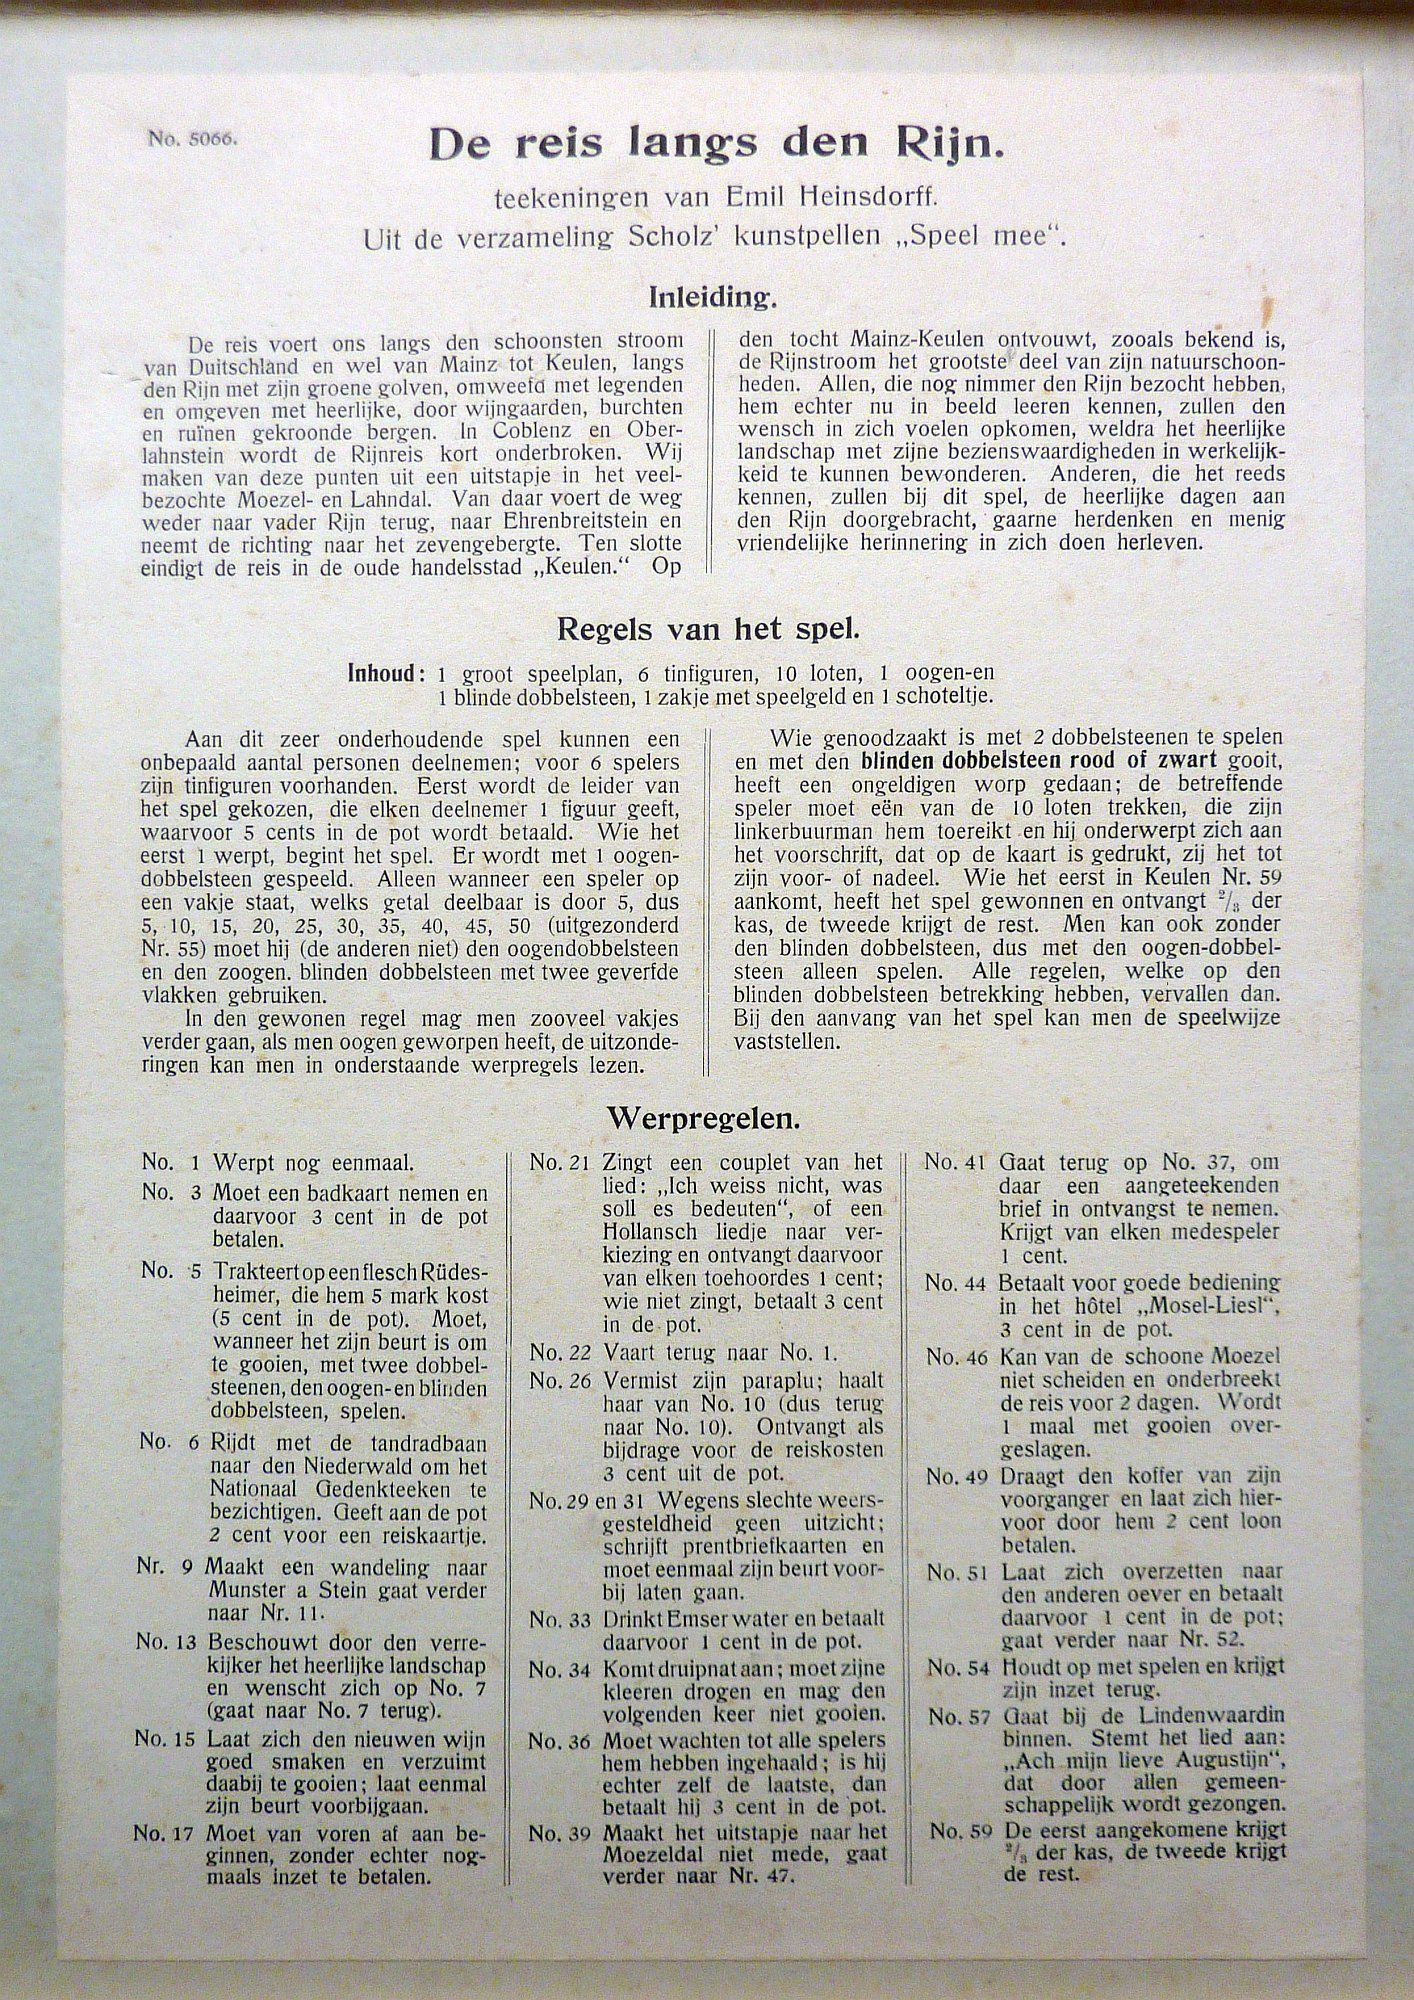 No. 5066.
De reis langs den Rijn.
teekeningen van Emil Heinsdorff.
Uit de verzameling Scholz' kunstpellen „Speel mee“.
Inleiding.
De reis voert ons langs den schoonsten stroom
van Duitschland en wel van Mainz tot Keulen, langs
den Rijn met zijn groene golven, omweefd met legenden
en omgeven met heerlijke, door wijngaarden, burchten
en ruïnen gekroonde bergen. In Coblenz en Ober-
lahnstein wordt de Rijnreis kort onderbroken. Wij
maken van deze punten uit een uitstapje in het veel-
bezochte Moezel- en Lahndal. Van daar voert de weg
weder naar vader Rijn terug, naar Ehrenbreitstein en
neemt de richting naar het zevengebergte. Ten slotte
eindigt de reis in de oude handelsstad „Keulen.“ Op
den tocht Mainz-Keulen ontvouwt, zooals bekend is,
de Rijnstroom het grootste deel van zijn natuurschoon-
heden. Allen, die nog nimmer den Rijn bezocht hebben,
hem echter nu in beeld leeren kennen, zullen den
wensch in zich voelen opkomen, weldra het heerlijke
landschap met zijne bezienswaardigheden in werkelijk-
keid te kunnen bewonderen. Anderen, die het reeds
kennen, zullen bij dit spel, de heerlijke dagen aan
den Rijn doorgebracht, gaarne herdenken en menig
vriendelijke herinnering in zich doen herleven.
Regels van het spel.
Inhoud: 1 groot speelplan, 6 tinfiguren, 10 loten, 1 oogen-en
1 blinde dobbelsteen, 1 zakje met speelgeld en 1 schoteltje.
Aan dit zeer onderhoudende spel kunnen een
onbepaald aantal personen deelnemen; voor 6 spelers
zijn tinfiguren voorhanden. Eerst wordt de leider van
het spel gekozen, die elken deelnemer 1 figuur geeft,
waarvoor 5 cents in de pot wordt betaald. Wie het
eerst 1 werpt, begint het spel. Er wordt met 1 oogen-
dobbelsteen gespeeld. Alleen wanneer een speler op
een vakje staat, welks getal deelbaar is door 5, dus
5, 10, 15, 20, 25, 30, 35, 40, 45, 50 (uitgezonderd
Nr. 55) moet hij (de anderen niet) den oogendobbelsteen
en den zoogen. blinden dobbelsteen met twee geverfde
vlakken gebruiken.
In den gewonen regel mag men zooveel vakjes
verder gaan, als men oogen geworpen heeft, de uitzonde-
ringen kan men in onderstaande werpregels lezen.
Wie genoodzaakt is met 2 dobbelsteenen te spelen
en met den blinden dobbelsteen rood of zwart gooit,
heeft een ongeldigen worp gedaan; de betreffende
speler moet eën van de 10 loten trekken, die zijn
linkerbuurman hem toereikt en hij onderwerpt zich aan
het voorschrift, dat op de kaart is gedrukt, zij het tot
zijn voor- of nadeel. Wie het eerst in Keulen Nr. 59
aankomt, heeft het spel gewonnen en ontvangt ²/₃ der
kas, de tweede krijgt de rest. Men kan ook zonder
den blinden dobbelsteen, dus met den oogen-dobbel-
steen alleen spelen. Alle regelen, welke op den
blinden dobbelsteen betrekking hebben, vervallen dan.
Bij den aanvang van het spel kan men de speelwijze
vaststellen.
Werpregelen.
No. 1 Werpt nog eenmaal.
No. 3 Moet een badkaart nemen en
daarvoor 3 cent in de pot
betalen.
No. 5 Trakteert op een flesch Rüdes-
heimer, die hem 5 mark kost
(5 cent in de pot). Moet,
wanneer het zijn beurt is om
te gooien, met twee dobbel-
steenen, den oogen- en blinden
dobbelsteen, spelen.
No. 6 Rijdt met de tandradbaan
naar den Niederwald om het
Nationaal Gedenkteeken te
bezichtigen. Geeft aan de pot
2 cent voor een reiskaartje.
Nr. 9 Maakt een wandeling naar
Munster a Stein gaat verder
naar Nr. 11.
No. 13 Beschouwt door den verre-
kijker het heerlijke landschap
en wenscht zich op No. 7
(gaat naar No. 7 terug).
No. 15 Laat zich den nieuwen wijn
goed smaken en verzuimt
daabij te gooien; laat eenmal
zijn beurt voorbijgaan.
No. 17 Moet van voren af aan be-
ginnen, zonder echter nog-
maals inzet te betalen.
No. 21 Zingt een couplet van het
lied: „Ich weiss nicht, was
soll es bedeuten“, of een
Hollansch liedje naar ver-
kiezing en ontvangt daarvoor
van elken toehoordes 1 cent;
wie niet zingt, betaalt 3 cent
in de pot.
No. 22 Vaart terug naar No. 1.
No. 26 Vermist zijn paraplu; haalt
haar van No. 10 (dus terug
naar No. 10). Ontvangt als
bijdrage voor de reiskosten
3 cent uit de pot.
No. 29 en 31 Wegens slechte weers-
gesteldheid geen uitzicht;
schrijft prentbriefkaarten en
moet eenmaal zijn beurt voor-
bij laten gaan.
No. 33 Drinkt Emser water en betaalt
daarvoor 1 cent in de pot.
No. 34 Komt druipnat aan; moet zijne
kleeren drogen en mag den
volgenden keer niet gooien.
No. 36 Moet wachten tot alle spelers
hem hebben ingehaald; is hij
echter zelf de laatste, dan
betaalt hij 3 cent in de pot.
No. 39 Maakt het uitstapje naar het
Moezeldal niet mede, gaat
verder naar Nr. 47.
No. 41 Gaat terug op No. 37, om
daar een aangeteekenden
brief in ontvangst te nemen.
Krijgt van elken medespeler
1 cent.
No. 44 Betaalt voor goede bediening
in het hôtel „Mosel-Liesl“,
3 cent in de pot.
No. 46 Kan van de schoone Moezel
niet scheiden en onderbreekt
de reis voor 2 dagen. Wordt
1 maal met gooien over-
geslagen.
No. 49 Draagt den koffer van zijn
voorganger en laat zich hier-
voor door hem 2 cent loon
betalen.
No. 51 Laat zich overzetten naar
den anderen oever en betaalt
daarvoor 1 cent in de pot;
gaat verder naar Nr. 52.
No. 54 Houdt op met spelen en krijgt
zijn inzet terug.
No. 57 Gaat bij de Lindenwaardin
binnen. Stemt het lied aan:
„Ach mijn lieve Augustijn“,
dat door allen gemeen-
schappelijk wordt gezongen.
No. 59 De eerst aangekomene krijgt
²/₃ der kas, de tweede krijgt
de rest.